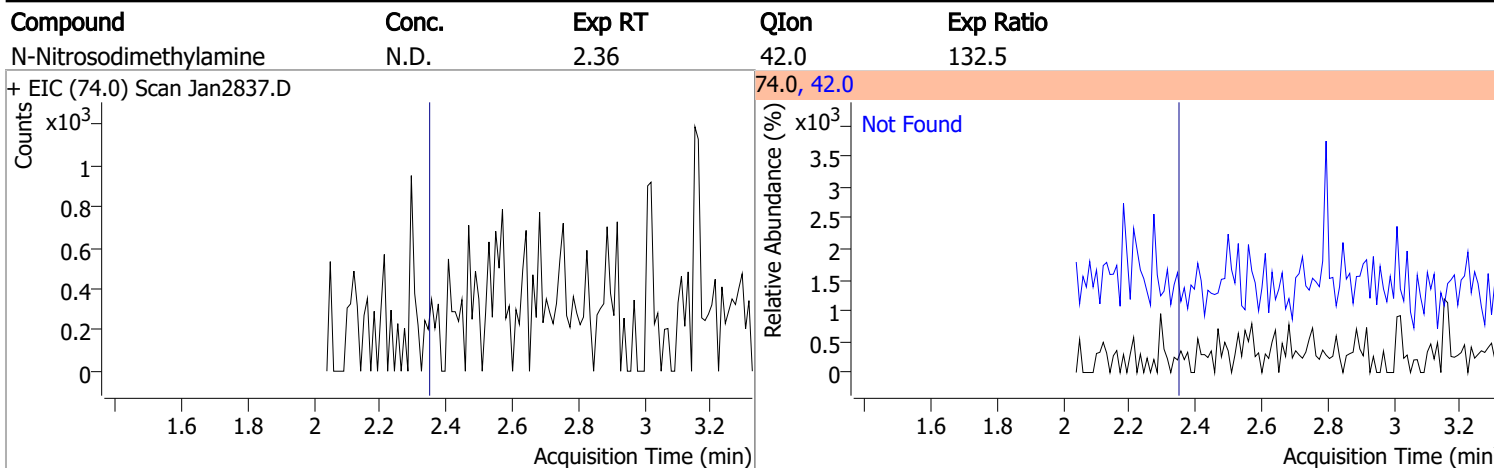 Compound Conc. Exp RT QIon Exp Ratio
N-Nitrosodimethylamine N.D. 2.36 42.0 132.5
+ EIC (74.0) Scan Jan2837.D
Counts
x10³
1
0.8
0.6
0.4
0.2
0
1.6 1.8 2 2.2 2.4 2.6 2.8 3 3.2
Acquisition Time (min)
74.0, 42.0
Relative Abundance (%)
x10³
Not Found
3.5
3
2.5
2
1.5
1
0.5
0
1.6 1.8 2 2.2 2.4 2.6 2.8 3 3.2
Acquisition Time (min